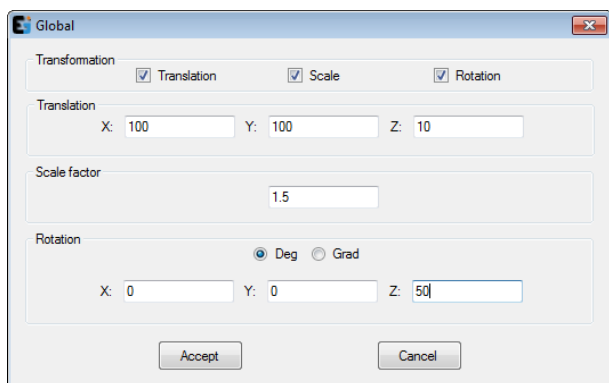 Global
Transformation
Translation Scale Rotation
Translation
X: 100 Y: 100 Z: 10
Scale factor
1.5
Rotation
Deg Grad
X: 0 Y: 0 Z: 50
Accept Cancel